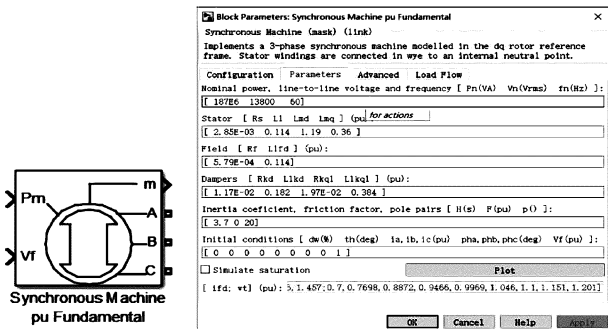 Block Parameters: Synchronous Machine pu Fundamental
Synchronous Machine (mask) (link)
Implements a 3-phase synchronous machine modelled in the dq rotor reference
frame. Stator windings are connected in wye to an internal neutral point.
Configuration Parameters Advanced Load Flow
Nominal power, line-to-line voltage and frequency [ Pn(VA) Vn(Vrms) fn(Hz) ]:
[ 187E6 13800 60]
Stator [ Rs Ll Lmd Lmq ] (pu
for actions
[ 2.85E-03 0.114 1.19 0.36 ]
Field [ Rf Llfd ] (pu):
[ 5.79E-04 0.114]
Dampers [ Rkd Llkd Rkq1 Llkq1 ] (pu):
[ 1.17E-02 0.182 1.97E-02 0.384 ]
Inertia coeficient, friction factor, pole pairs [ H(s) F(pu) p() ]:
[ 3.7 0 20]
Initial conditions [ dw(%) th(deg) ia,ib,ic(pu) pha,phb,phc(deg) Vf(pu) ]:
[ 0 0 0 0 0 0 0 0 1 ]
Simulate saturation Plot
[ ifd; vt] (pu): 5, 1.457;0.7, 0.7698, 0.8872, 0.9466, 0.9969, 1.046, 1.1, 1.151, 1.201]
OK Cancel Help Apply
Pm
Vf
m
A
B
C
Synchronous Machine
pu Fundamental